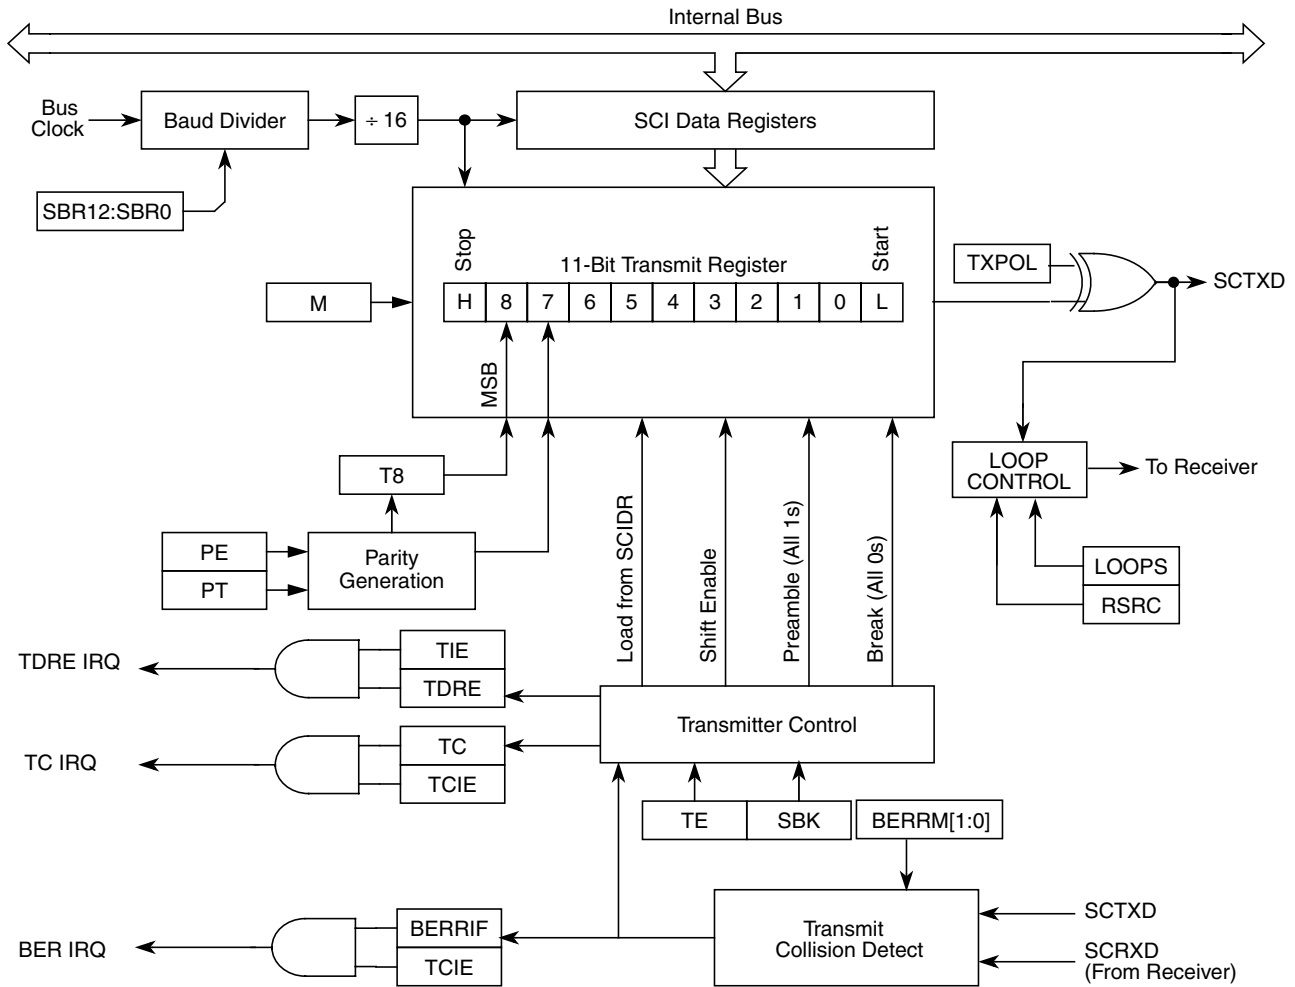 Internal Bus
Bus
Clock
Baud Divider
÷ 16
SCI Data Registers
SBR12:SBR0
Stop
11-Bit Transmit Register
Start
M
H 8 7 6 5 4 3 2 1 0 L
TXPOL
SCTXD
MSB
LOOP
CONTROL
To Receiver
T8
PE
PT
Parity
Generation
Load from SCIDR
Shift Enable
Preamble (All 1s)
Break (All 0s)
LOOPS
RSRC
TDRE IRQ
TIE
TDRE
TC IRQ
TC
TCIE
Transmitter Control
TE
SBK
BERRM[1:0]
BER IRQ
BERRIF
TCIE
Transmit
Collision Detect
SCTXD
SCRXD
(From Receiver)